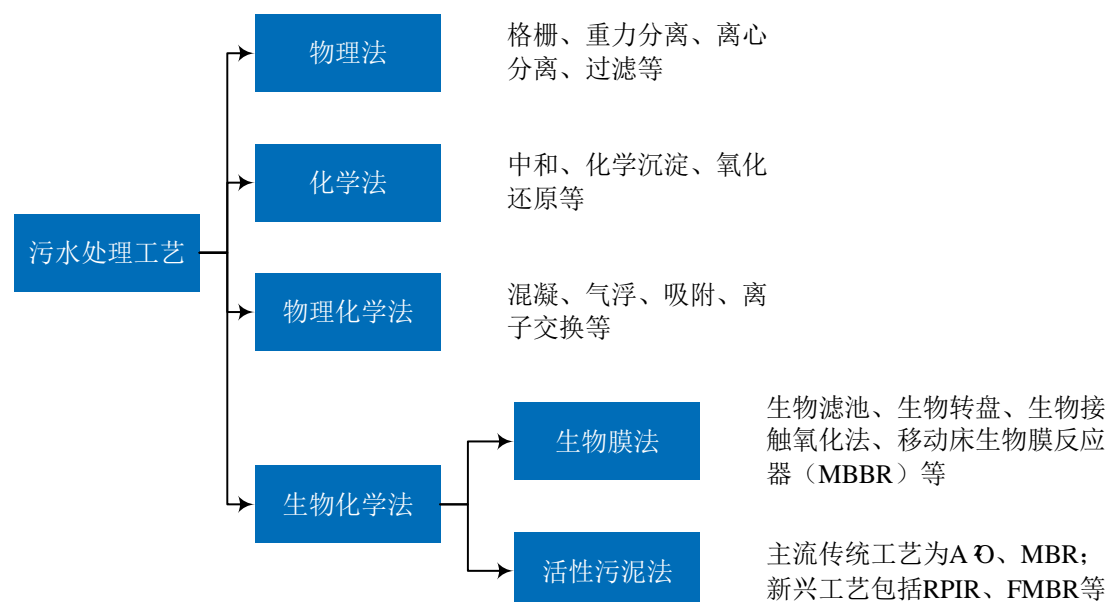 物理法
格栅、重力分离、离心
分离、过滤等
化学法
中和、化学沉淀、氧化
还原等
污水处理工艺
物理化学法
混凝、气浮、吸附、离
子交换等
生物膜法
生物滤池、生物转盘、生物接
触氧化法、移动床生物膜反应
器（MBBR）等
生物化学法
活性污泥法
主流传统工艺为A²O、MBR；
新兴工艺包括RPIR、FMBR等